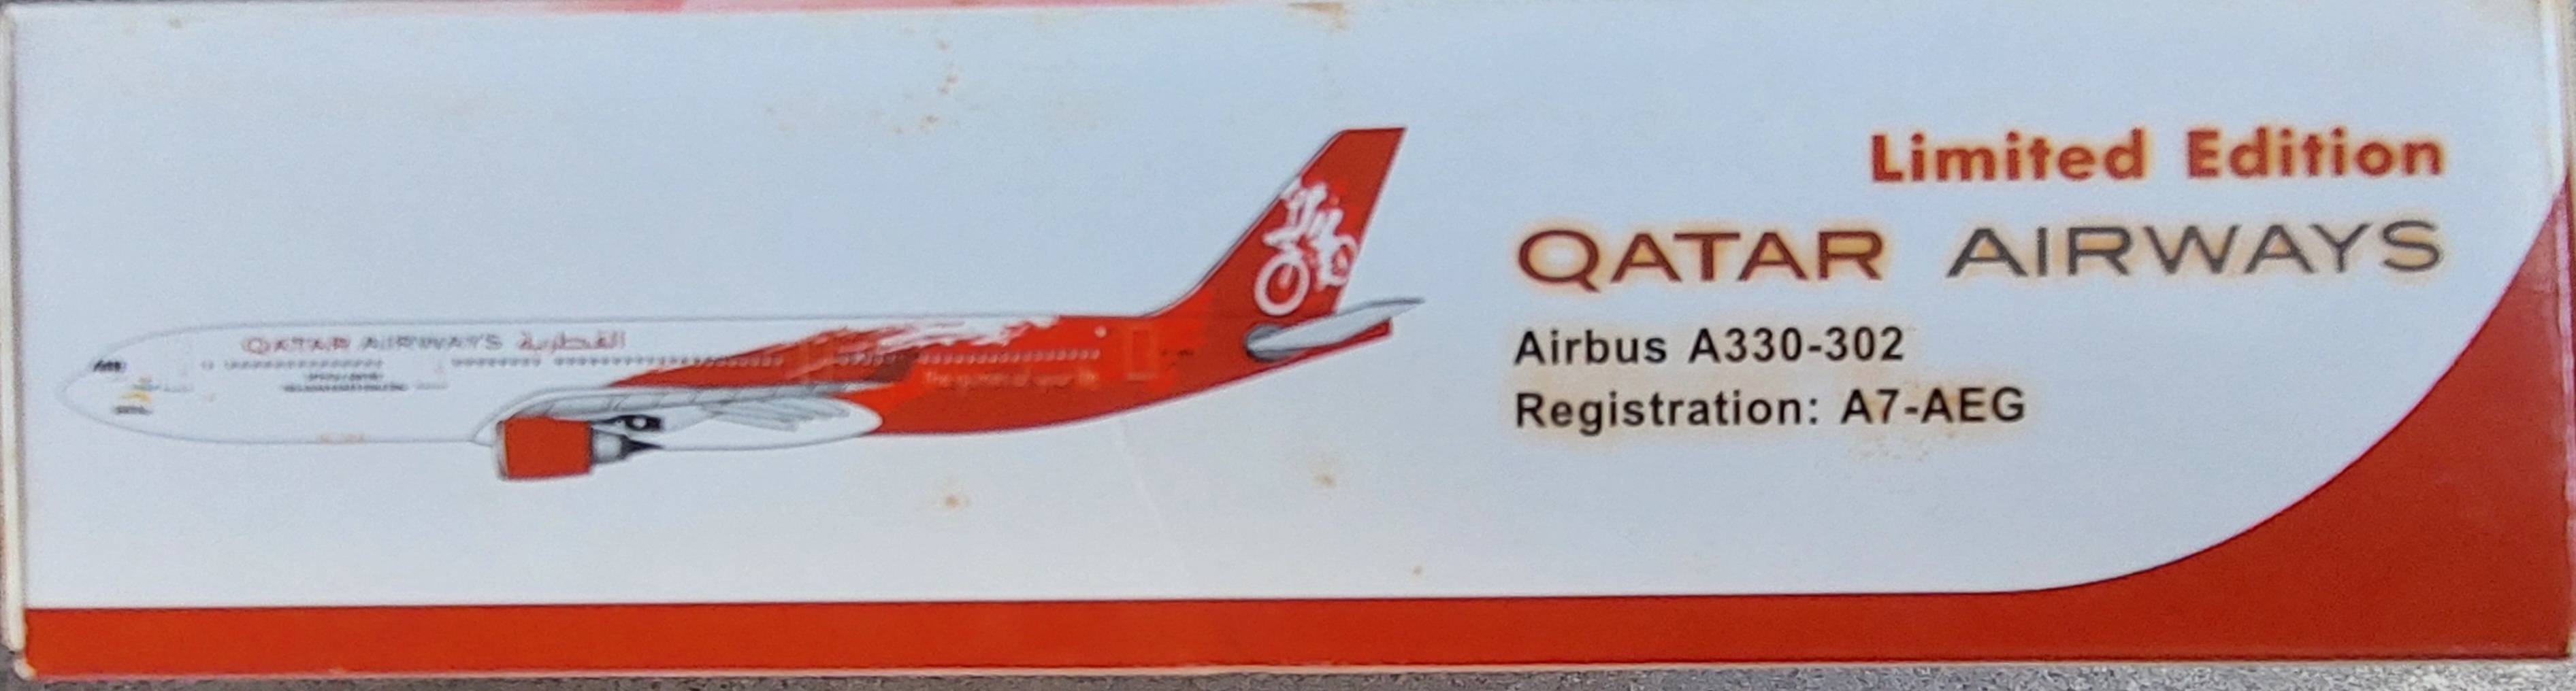 Limited Edition
QATAR AIRWAYS
Airbus A330-302
Registration: A7-AEG
QATAR AIRWAYS القطرية